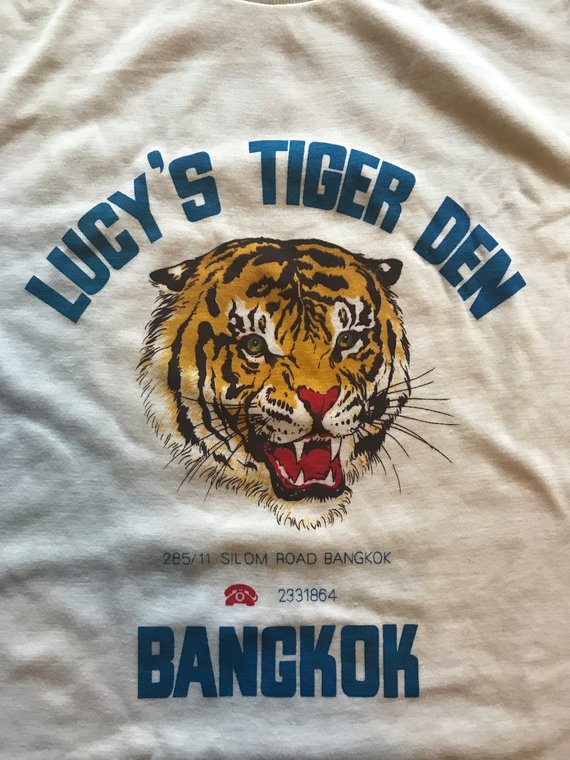 LUCY'S TIGER DEN
285/11 SILOM ROAD BANGKOK
2331864
BANGKOK